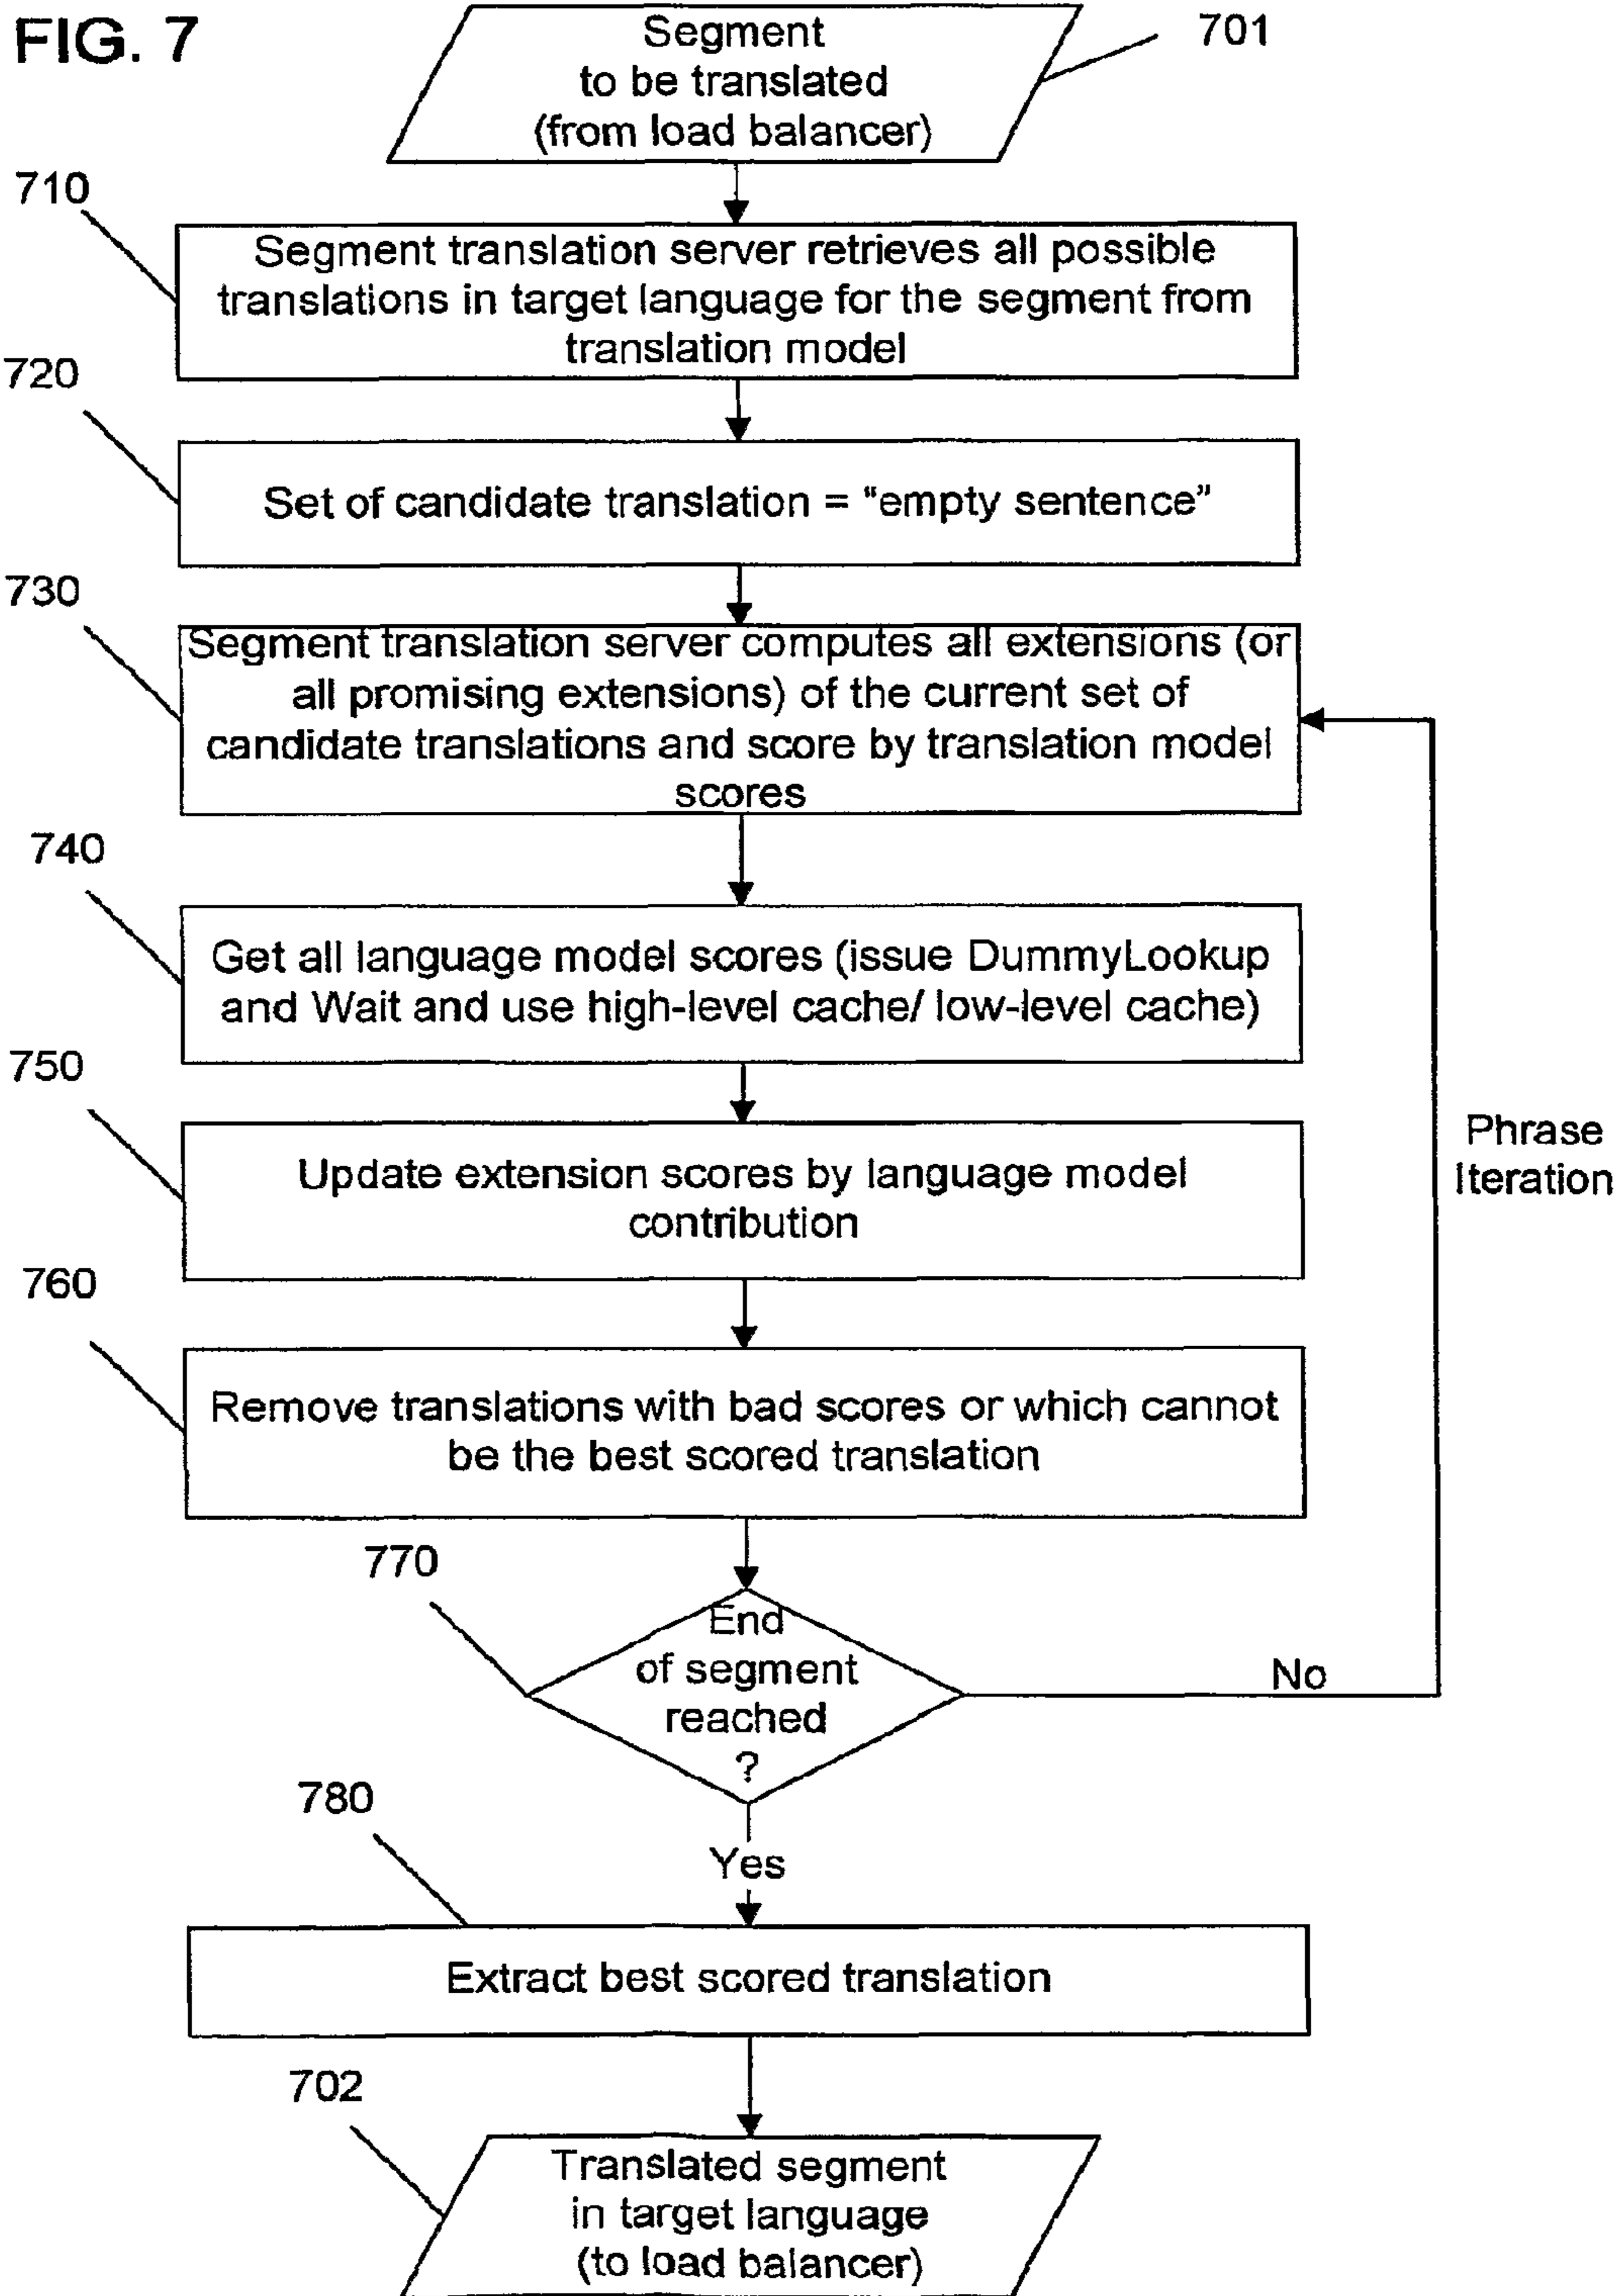 FIG. 7
Segment
to be translated
(from load balancer)
701
710
Segment translation server retrieves all possible
translations in target language for the segment from
translation model
720
Set of candidate translation = “empty sentence”
730
Segment translation server computes all extensions (or
all promising extensions) of the current set of
candidate translations and score by translation model
scores
740
Get all language model scores (issue DummyLookup
and Wait and use high-level cache/ low-level cache)
750
Update extension scores by language model
contribution
Phrase
Iteration
760
Remove translations with bad scores or which cannot
be the best scored translation
770
End
of segment
reached
?
No
Yes
780
Extract best scored translation
702
Translated segment
in target language
(to load balancer)